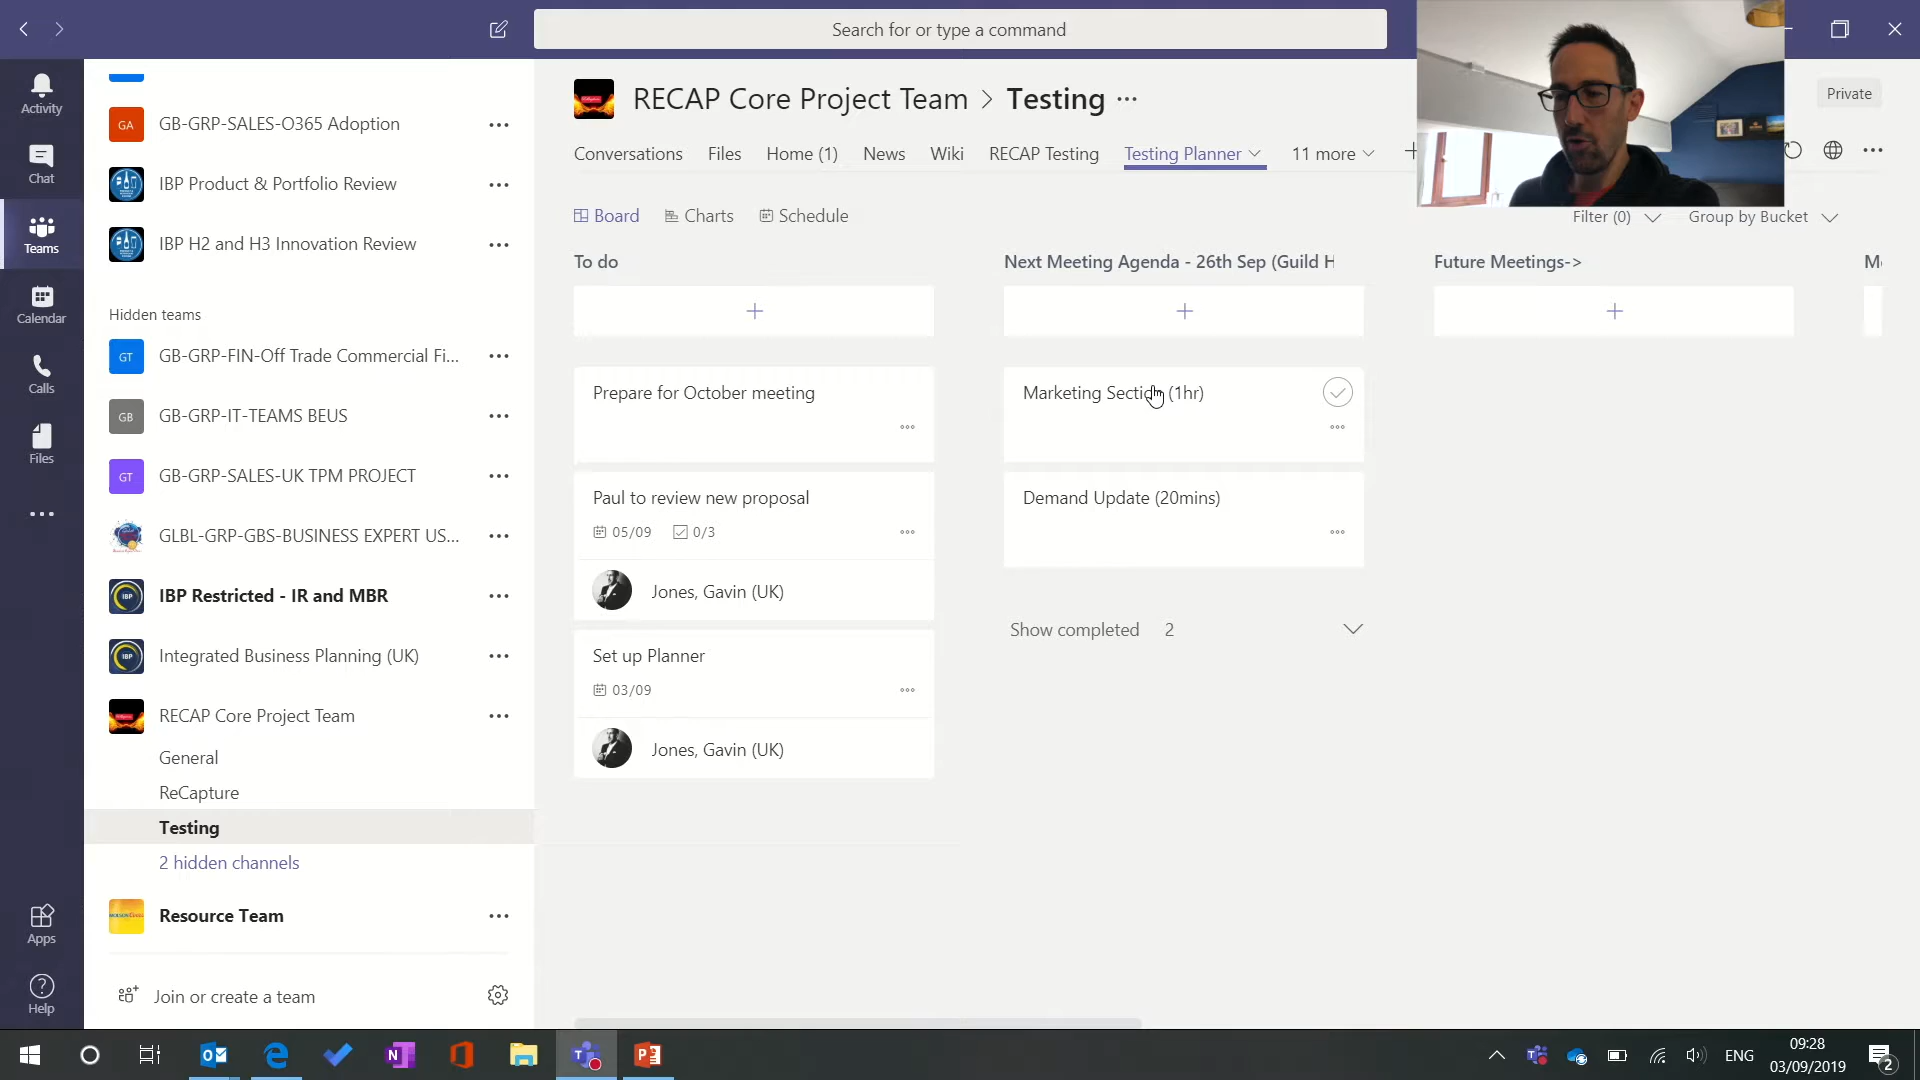 Search for or type a command
Activity
Chat
Teams
Calendar
Calls
Files
Apps
Help
GA
GB-GRP-SALES-O365 Adoption
IBP Product & Portfolio Review
IBP H2 and H3 Innovation Review
Hidden teams
GT
GB-GRP-FIN-Off Trade Commercial Fi...
GB
GB-GRP-IT-TEAMS BEUS
GT
GB-GRP-SALES-UK TPM PROJECT
GLBL-GRP-GBS-BUSINESS EXPERT US...
IBP
IBP Restricted - IR and MBR
IBP
Integrated Business Planning (UK)
RECAP Core Project Team
General
ReCapture
Testing
2 hidden channels
Resource Team
Join or create a team
RECAP Core Project Team > Testing ...
Private
Conversations Files Home (1) News Wiki RECAP Testing Testing Planner 11 more
Board Charts Schedule
Filter (0) Group by Bucket
To do
Prepare for October meeting
Paul to review new proposal
05/09 0/3
Jones, Gavin (UK)
Set up Planner
03/09
Jones, Gavin (UK)
Next Meeting Agenda - 26th Sep (Guild H
Marketing Section (1hr)
Demand Update (20mins)
Show completed 2
Future Meetings->
ENG
09:28
03/09/2019
2